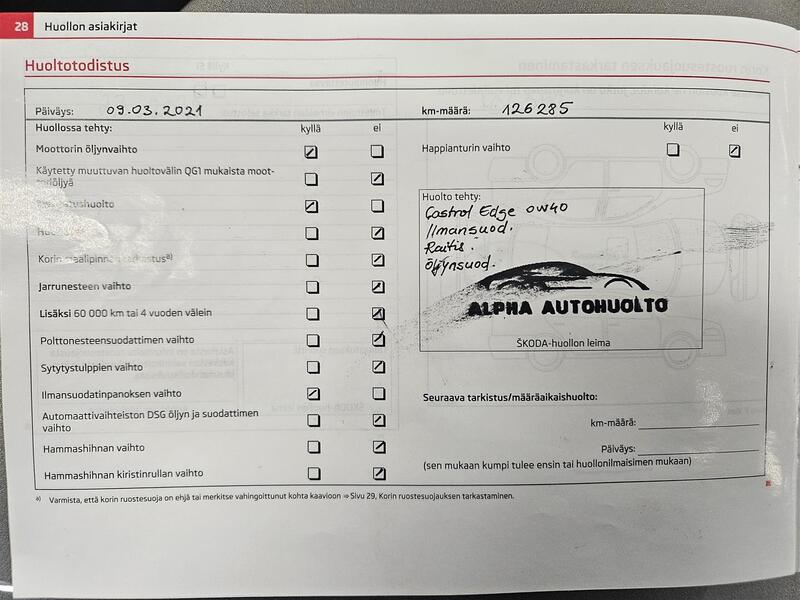 28 Huollon asiakirjat
Huoltotodistus
Päiväys: 09.03.2021 km-määrä: 126285
Huollossa tehty: kyllä ei kyllä ei
Moottorin öljynvaihto Happianturin vaihto
Käytetty muuttuvan huoltovälin QG1 mukaista moot-
toriöljyä
Huolto tehty:
Castrol Edge 0W40
Ilmansuod.
Raitis.
Öljynsuod.
Korin maalipinnan tarkastus a)
Jarrunesteen vaihto
ALPHA AUTOHUOLTO
Lisäksi 60 000 km tai 4 vuoden välein
Polttonesteensuodattimen vaihto
ŠKODA-huollon leima
Sytytystulppien vaihto
Ilmansuodatinpanoksen vaihto
Seuraava tarkistus/määräaikaishuolto:
Automaattivaihteiston DSG öljyn ja suodattimen
vaihto
km-määrä:
Hammashihnan vaihto
Päiväys:
(sen mukaan kumpi tulee ensin tai huollonilmaisimen mukaan)
Hammashihnan kiristinrullan vaihto
a) Varmista, että korin ruostesuoja on ehjä tai merkitse vahingoittunut kohta kaavioon ⇒ Sivu 29, Korin ruostesuojauksen tarkastaminen.